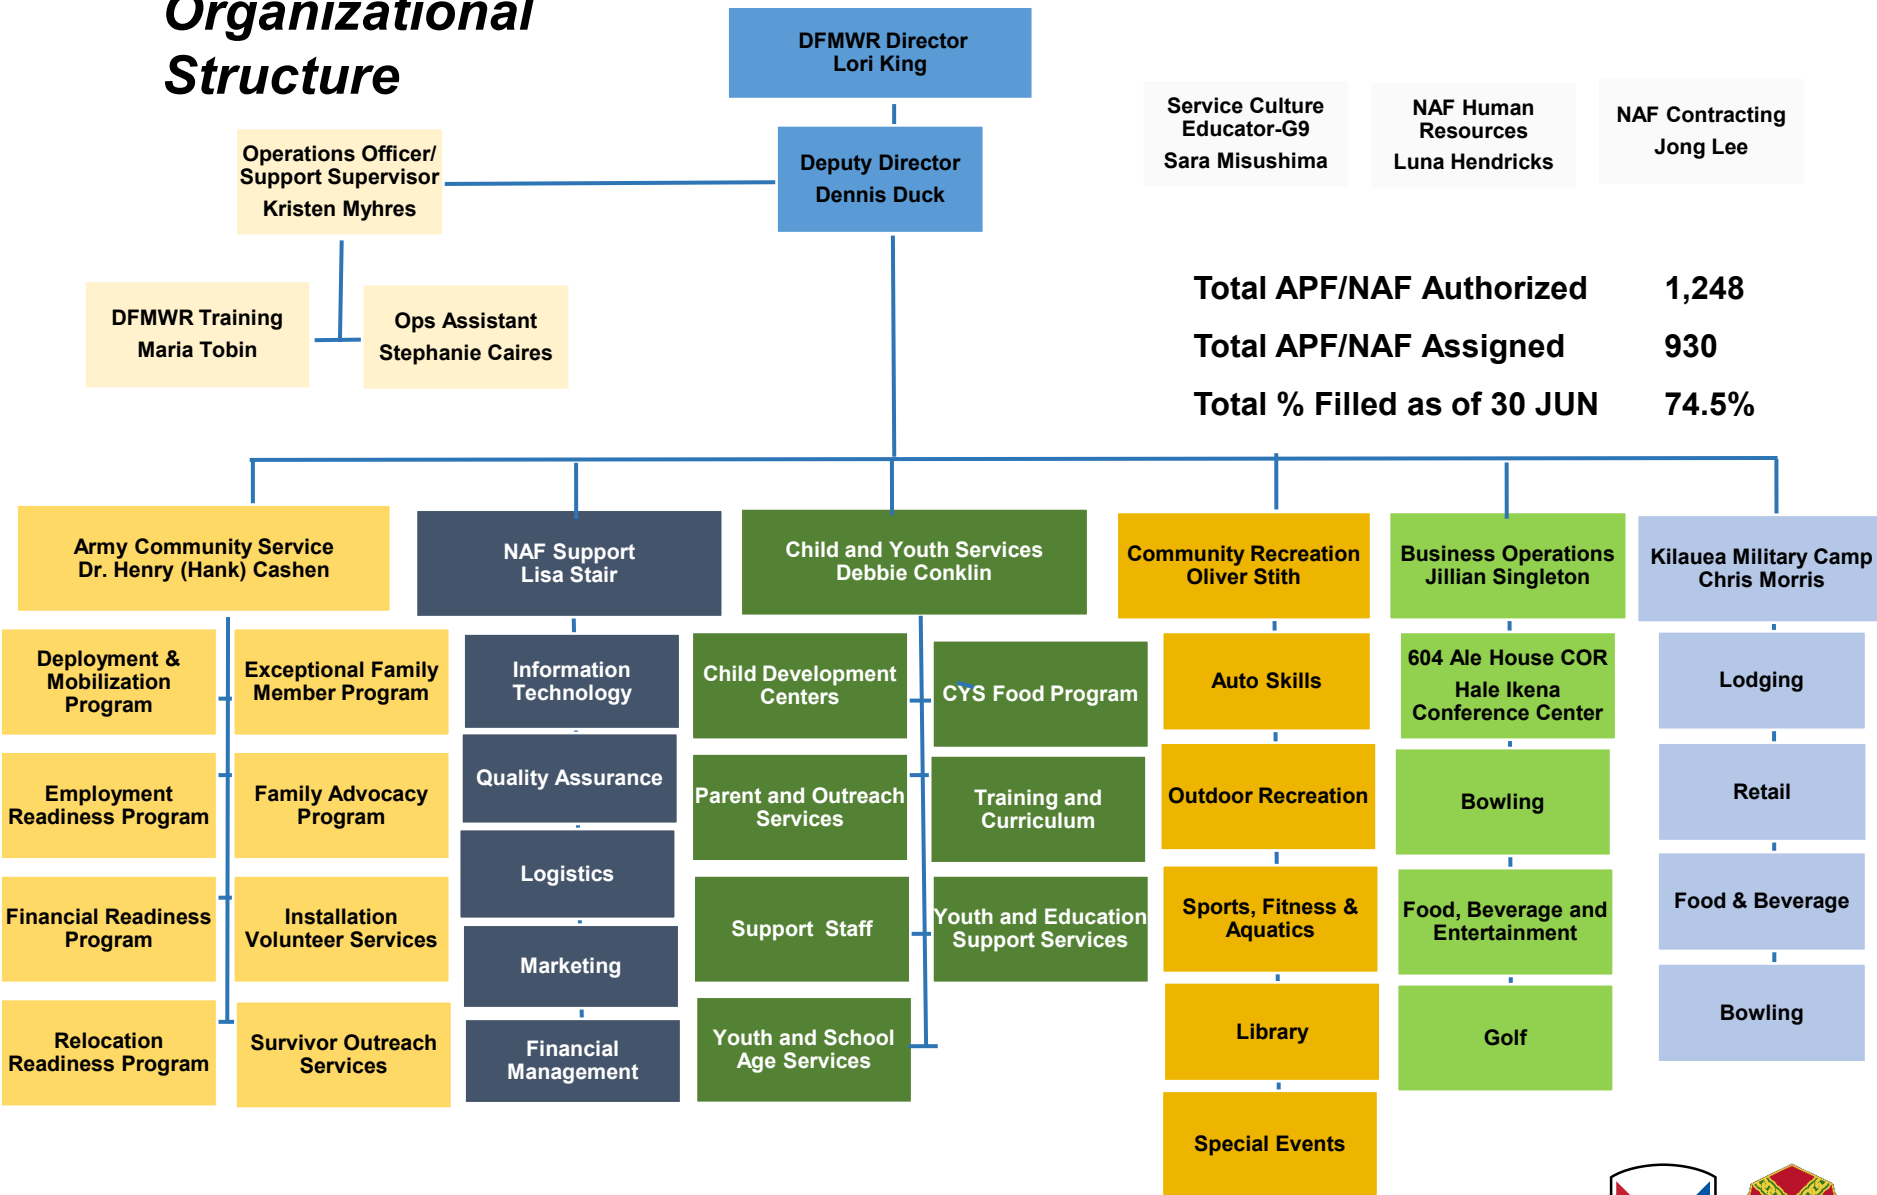 Organizational
Structure
DFMWR Director
Lori King
Deputy Director
Dennis Duck
Operations Officer/
Support Supervisor
Kristen Myhres
DFMWR Training
Maria Tobin
Ops Assistant
Stephanie Caires
Service Culture
Educator-G9
Sara Misushima
NAF Human
Resources
Luna Hendricks
NAF Contracting
Jong Lee
Total APF/NAF Authorized 1,248
Total APF/NAF Assigned 930
Total % Filled as of 30 JUN 74.5%
Army Community Service
Dr. Henry (Hank) Cashen
Deployment &
Mobilization
Program
Exceptional Family
Member Program
Employment
Readiness Program
Family Advocacy
Program
Financial Readiness
Program
Installation
Volunteer Services
Relocation
Readiness Program
Survivor Outreach
Services
NAF Support
Lisa Stair
Information
Technology
Quality Assurance
Logistics
Marketing
Financial
Management
Child and Youth Services
Debbie Conklin
Child Development
Centers
CYS Food Program
Parent and Outreach
Services
Training and
Curriculum
Support Staff
Youth and Education
Support Services
Youth and School
Age Services
Community Recreation
Oliver Stith
Auto Skills
Outdoor Recreation
Sports, Fitness &
Aquatics
Library
Special Events
Business Operations
Jillian Singleton
604 Ale House COR
Hale Ikena
Conference Center
Bowling
Food, Beverage and
Entertainment
Golf
Kilauea Military Camp
Chris Morris
Lodging
Retail
Food & Beverage
Bowling